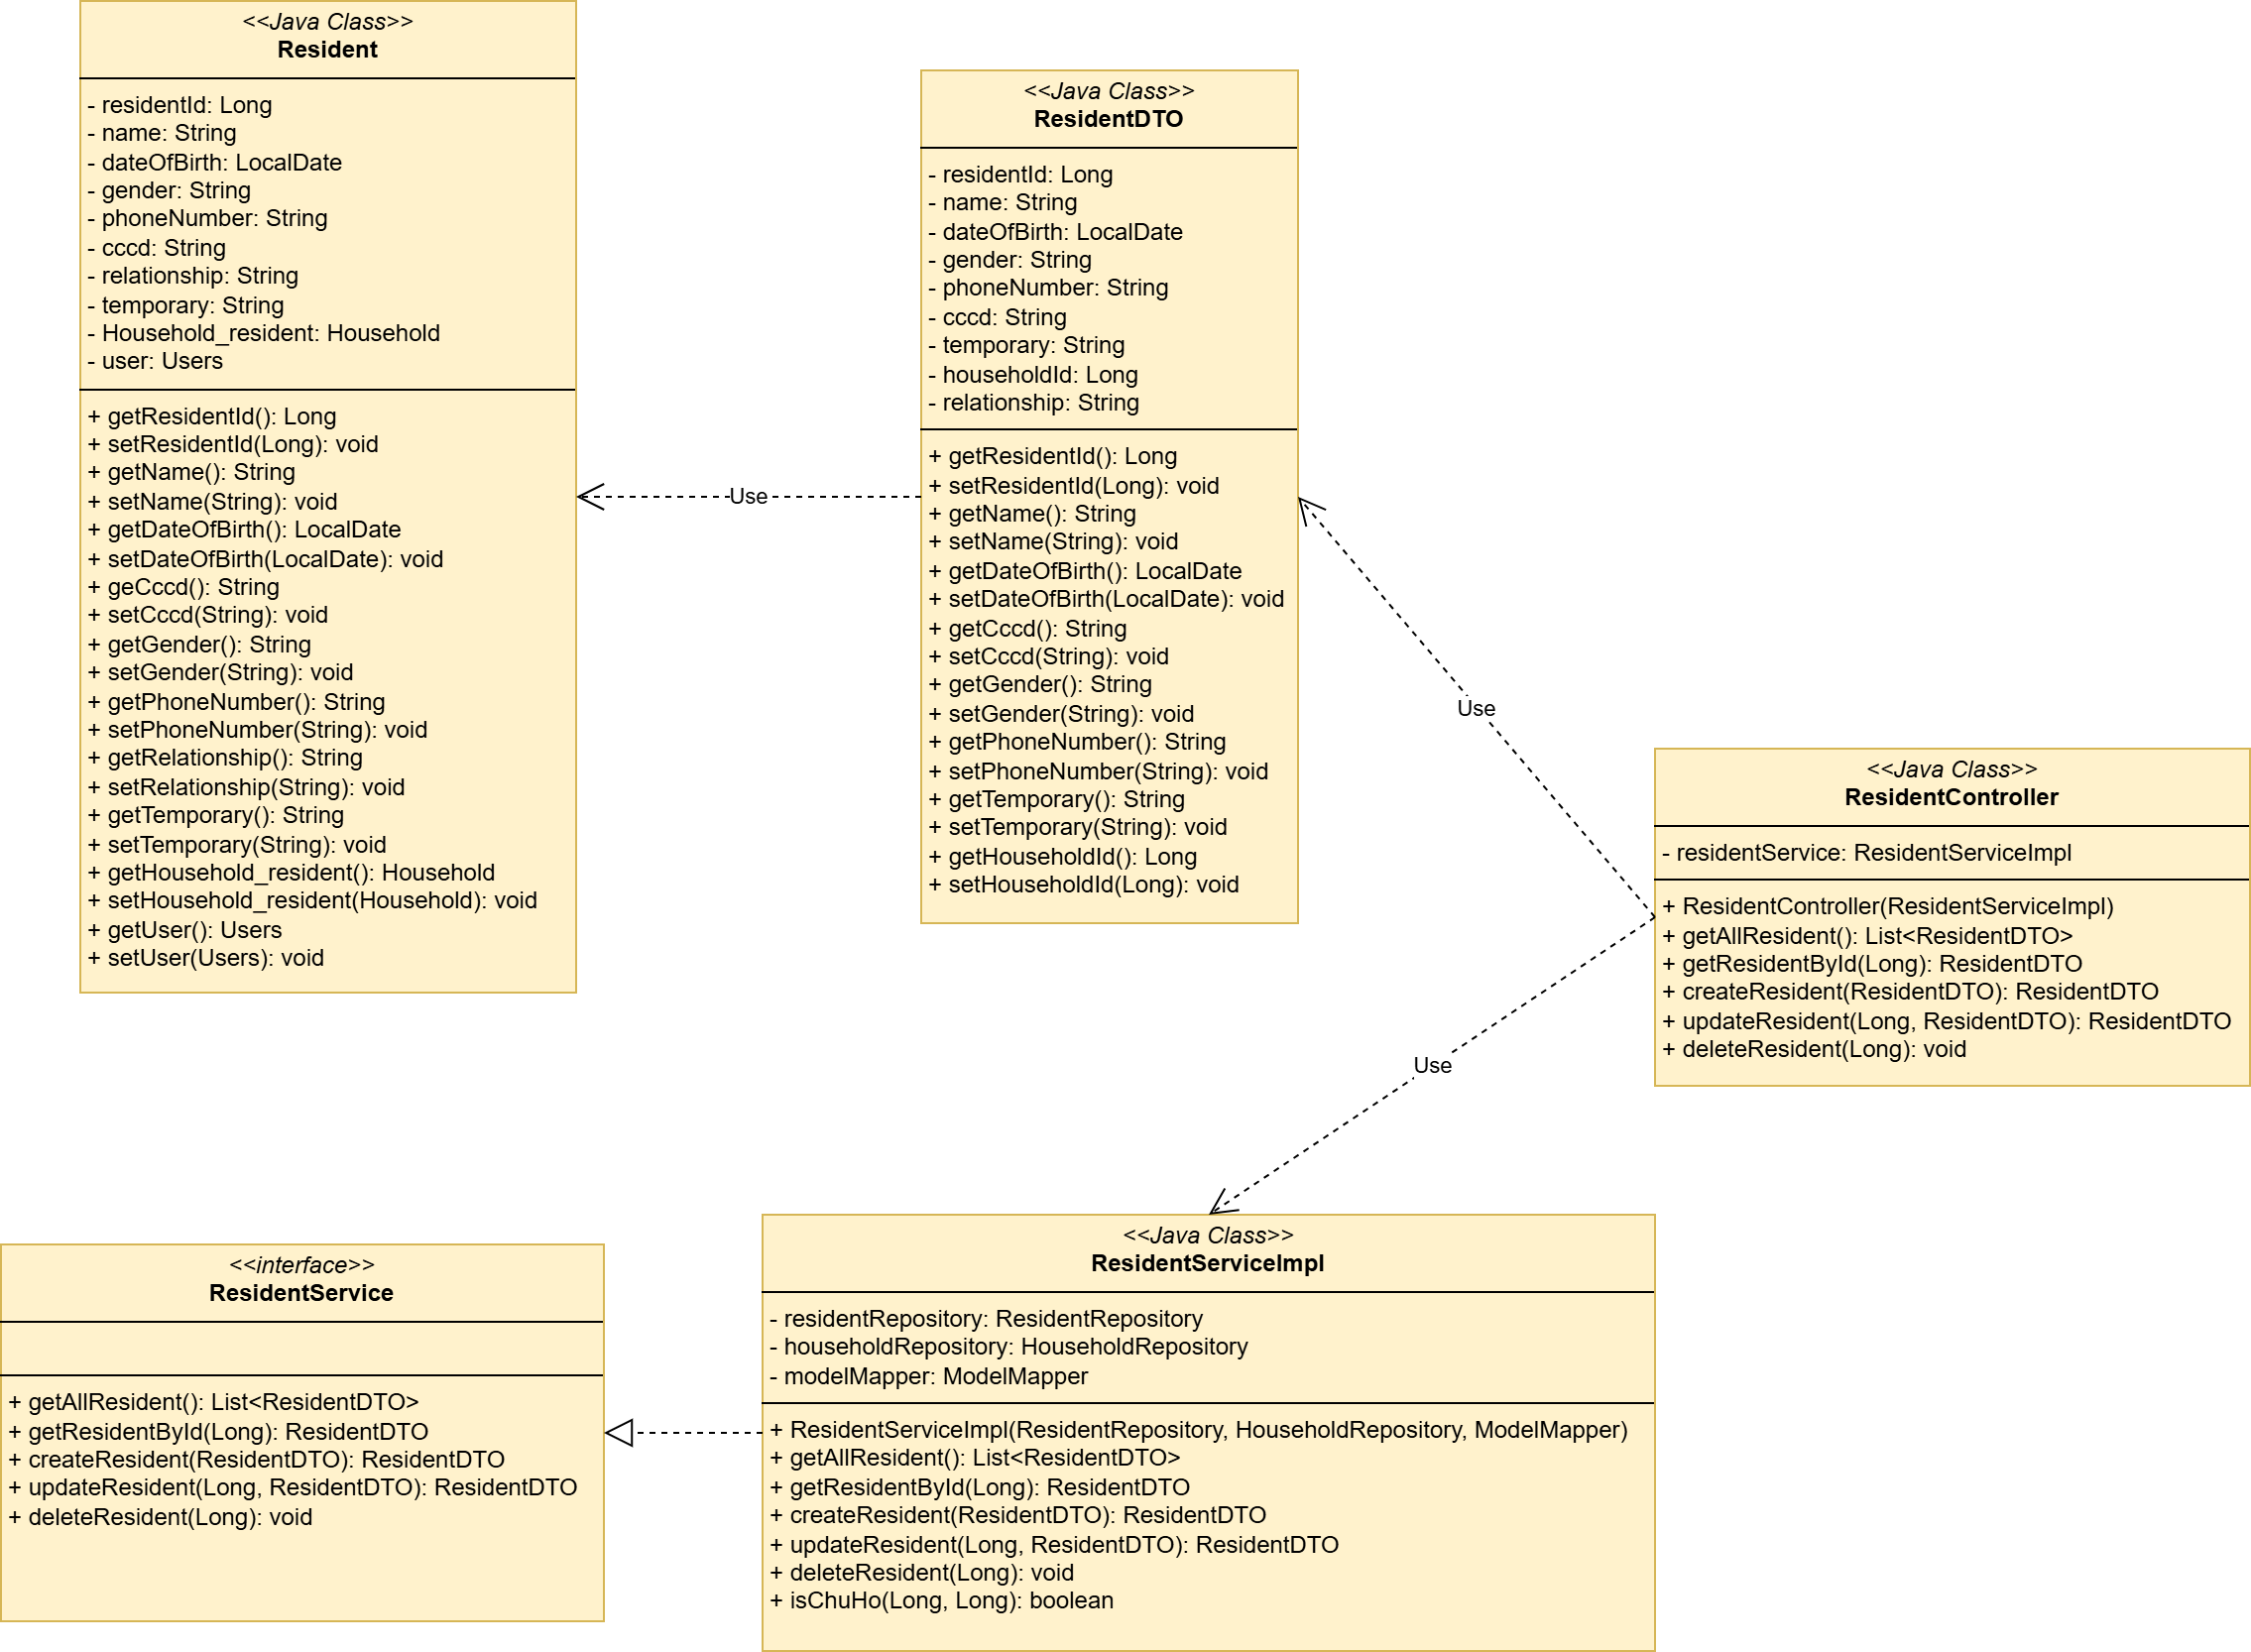 <<Java Class>>
Resident
- residentId: Long
- name: String
- dateOfBirth: LocalDate
- gender: String
- phoneNumber: String
- cccd: String
- relationship: String
- temporary: String
- Household_resident: Household
- user: Users
+ getResidentId(): Long
+ setResidentId(Long): void
+ getName(): String
+ setName(String): void
+ getDateOfBirth(): LocalDate
+ setDateOfBirth(LocalDate): void
+ geCccd(): String
+ setCccd(String): void
+ getGender(): String
+ setGender(String): void
+ getPhoneNumber(): String
+ setPhoneNumber(String): void
+ getRelationship(): String
+ setRelationship(String): void
+ getTemporary(): String
+ setTemporary(String): void
+ getHousehold_resident(): Household
+ setHousehold_resident(Household): void
+ getUser(): Users
+ setUser(Users): void
Use
<<Java Class>>
ResidentDTO
- residentId: Long
- name: String
- dateOfBirth: LocalDate
- gender: String
- phoneNumber: String
- cccd: String
- temporary: String
- householdId: Long
- relationship: String
+ getResidentId(): Long
+ setResidentId(Long): void
+ getName(): String
+ setName(String): void
+ getDateOfBirth(): LocalDate
+ setDateOfBirth(LocalDate): void
+ getCccd(): String
+ setCccd(String): void
+ getGender(): String
+ setGender(String): void
+ getPhoneNumber(): String
+ setPhoneNumber(String): void
+ getTemporary(): String
+ setTemporary(String): void
+ getHouseholdId(): Long
+ setHouseholdId(Long): void
Use
<<Java Class>>
ResidentController
- residentService: ResidentServiceImpl
+ ResidentController(ResidentServiceImpl)
+ getAllResident(): List<ResidentDTO>
+ getResidentById(Long): ResidentDTO
+ createResident(ResidentDTO): ResidentDTO
+ updateResident(Long, ResidentDTO): ResidentDTO
+ deleteResident(Long): void
Use
<<interface>>
ResidentService
+ getAllResident(): List<ResidentDTO>
+ getResidentById(Long): ResidentDTO
+ createResident(ResidentDTO): ResidentDTO
+ updateResident(Long, ResidentDTO): ResidentDTO
+ deleteResident(Long): void
<<Java Class>>
ResidentServiceImpl
- residentRepository: ResidentRepository
- householdRepository: HouseholdRepository
- modelMapper: ModelMapper
+ ResidentServiceImpl(ResidentRepository, HouseholdRepository, ModelMapper)
+ getAllResident(): List<ResidentDTO>
+ getResidentById(Long): ResidentDTO
+ createResident(ResidentDTO): ResidentDTO
+ updateResident(Long, ResidentDTO): ResidentDTO
+ deleteResident(Long): void
+ isChuHo(Long, Long): boolean